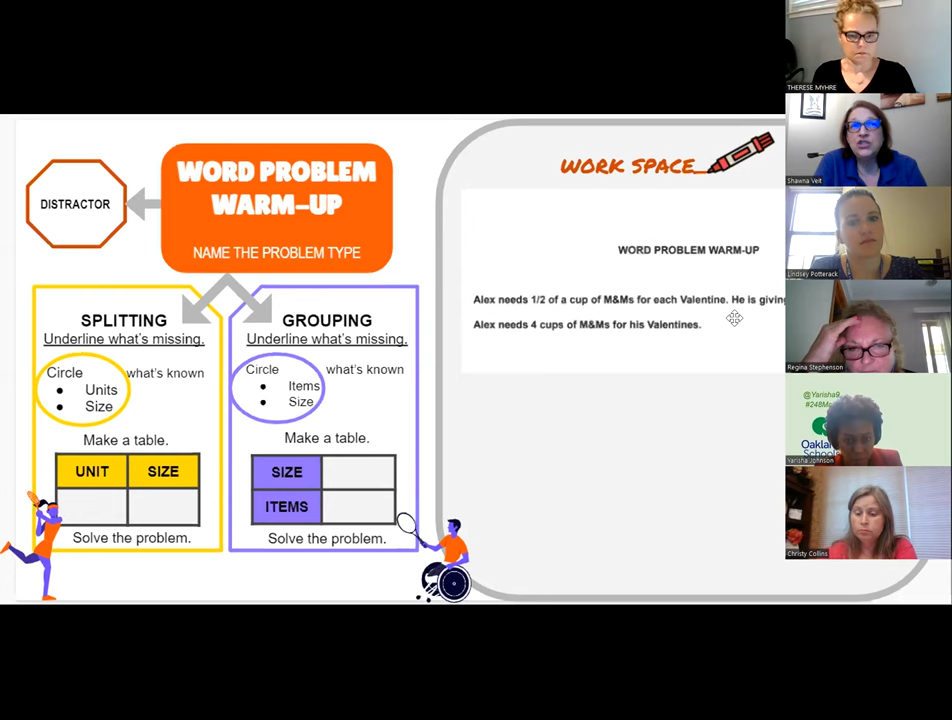 DISTRACTOR
WORD PROBLEM
WARM-UP
NAME THE PROBLEM TYPE
SPLITTING
Underline what's missing.
Circle what's known
• Units
• Size
Make a table.
UNIT SIZE
Solve the problem.
GROUPING
Underline what's missing.
Circle what's known
• Items
• Size
Make a table.
SIZE
ITEMS
Solve the problem.
WORK SPACE
WORD PROBLEM WARM-UP
Alex needs 1/2 of a cup of M&Ms for each Valentine. He is giving
Alex needs 4 cups of M&Ms for his Valentines.
THERESE MYHRE
Shawna Veit
Lindsey Potterack
Regina Stephenson
@Yarisha9
Yarisha Johnson
Christy Collins